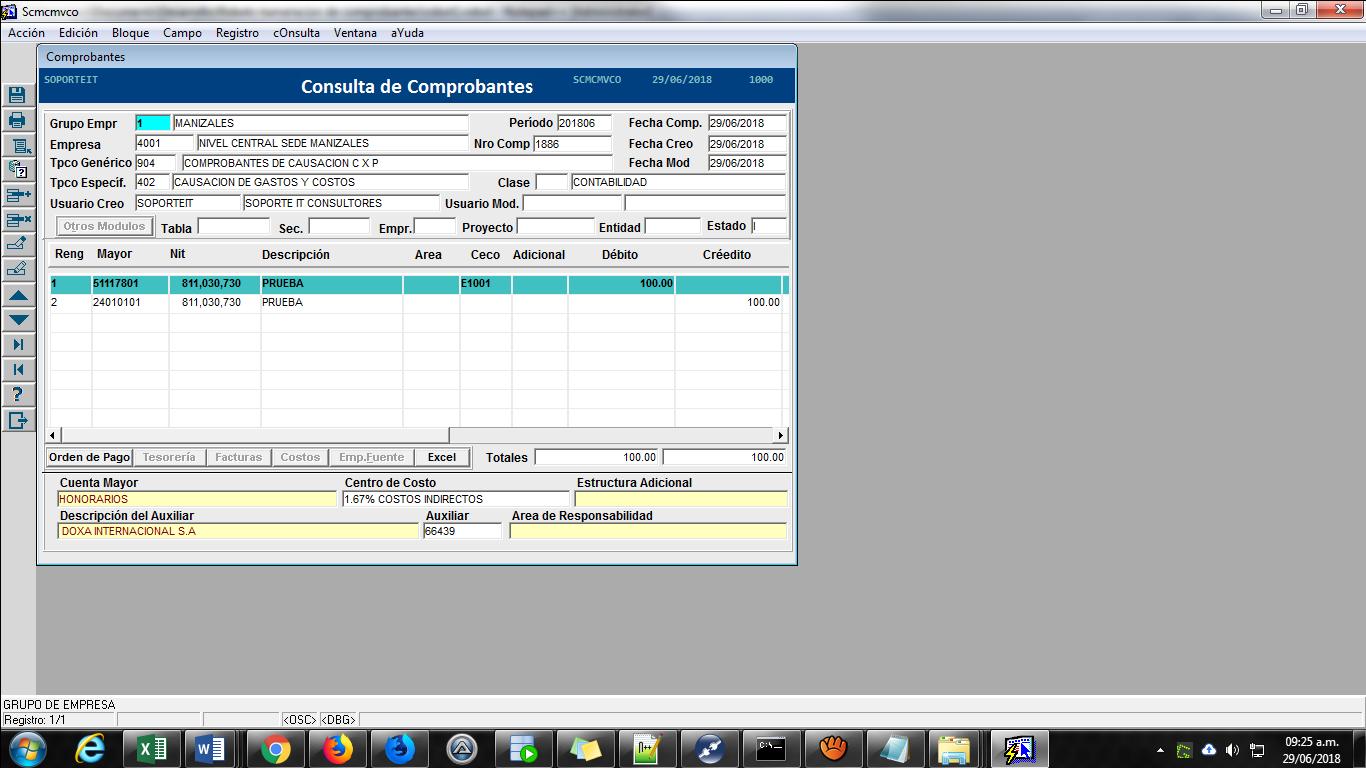 Scmcmvco
Acción Edición Bloque Campo Registro cOnsulta Ventana aYuda
Comprobantes
SOPORTEIT Consulta de Comprobantes SCMCMVCO 29/06/2018 1000
Grupo Empr 1 MANIZALES Período 201806 Fecha Comp. 29/06/2018
Empresa 4001 NIVEL CENTRAL SEDE MANIZALES Nro Comp 1886 Fecha Creo 29/06/2018
Tpco Genérico 904 COMPROBANTES DE CAUSACION C X P Fecha Mod 29/06/2018
Tpco Específ. 402 CAUSACION DE GASTOS Y COSTOS Clase CONTABILIDAD
Usuario Creo SOPORTEIT SOPORTE IT CONSULTORES Usuario Mod.
Otros Modulos Tabla Sec. Empr. Proyecto Entidad Estado I
Reng Mayor Nit Descripción Area Ceco Adicional Débito Créedito
1 51117801 811,030,730 PRUEBA E1001 100.00
2 24010101 811,030,730 PRUEBA 100.00
Orden de Pago Tesorería Facturas Costos Emp.Fuente Excel Totales 100.00 100.00
Cuenta Mayor Centro de Costo Estructura Adicional
HONORARIOS 1.67% COSTOS INDIRECTOS
Descripción del Auxiliar Auxiliar Area de Responsabilidad
DOXA INTERNACIONAL S.A 66439
GRUPO DE EMPRESA
Registro: 1/1 <OSC> <DBG>
09:25 a.m.
29/06/2018